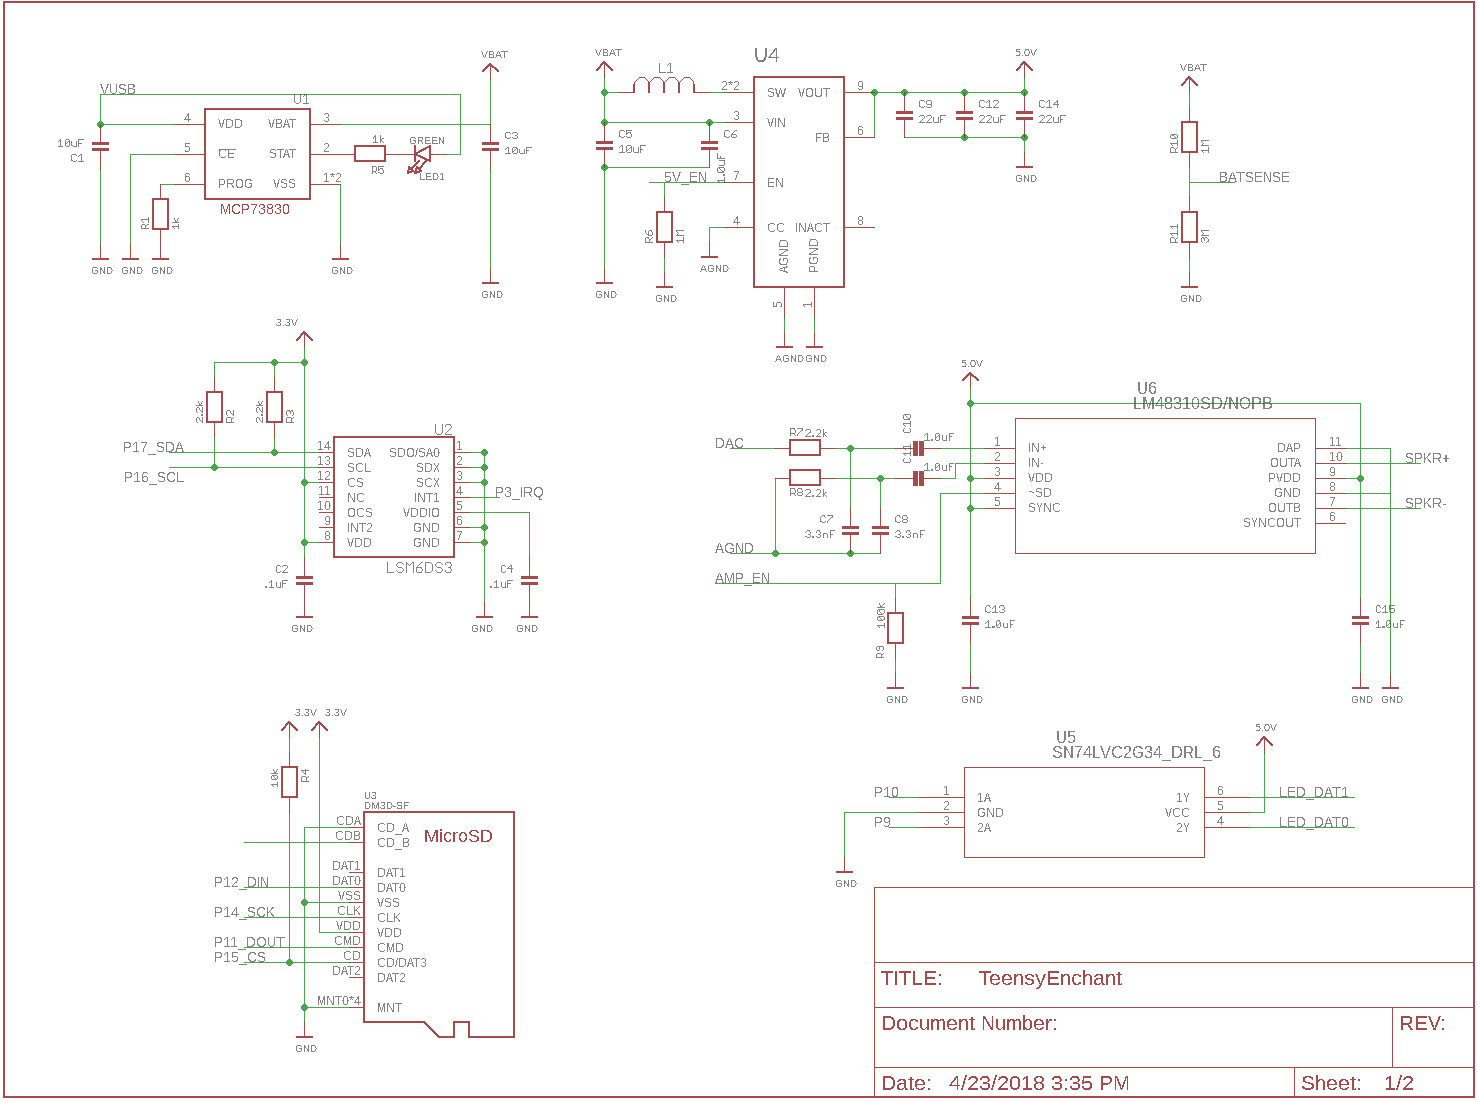 VUSB
U1
4
VDD
VBAT
3
10uF
C1
5
CE
STAT
2
1k
R5
GREEN
LED1
6
PROG
VSS
1*2
MCP73830
R1
1k
GND
GND
GND
GND
VBAT
C3
10uF
GND
VBAT
L1
U4
2*2
SW
VOUT
9
3
VIN
C5
10uF
C6
1.0uF
FB
6
5V_EN
7
EN
R6
1M
4
CC
INACT
8
AGND
AGND
PGND
5
1
AGND
GND
GND
GND
5.0V
C9
22uF
C12
22uF
C14
22uF
GND
VBAT
R10
1M
BATSENSE
R11
3M
GND
3.3V
2.2k
R2
2.2k
R3
P17_SDA
P16_SCL
U2
14
SDA
SDO/SA0
1
13
SCL
SDX
2
12
CS
SCX
3
11
NC
INT1
4
P3_IRQ
10
OCS
VDDIO
5
9
INT2
GND
6
8
VDD
GND
7
LSM6DS3
C2
.1uF
C4
.1uF
GND
GND
GND
5.0V
U6
LM48310SD/NOPB
DAC
R7
2.2k
C10
1.0uF
R8
2.2k
C11
1.0uF
C7
3.3nF
C8
3.3nF
AGND
AMP_EN
100k
R9
GND
1
IN+
DAP
11
2
IN-
OUTA
10
SPKR+
3
VDD
PVDD
9
4
~SD
GND
8
5
SYNC
OUTB
7
SPKR-
SYNCOUT
6
C13
1.0uF
GND
C15
1.0uF
GND
GND
3.3V
3.3V
10k
R4
U3
DM3D-SF
MicroSD
CDA
CD_A
CDB
CD_B
DAT1
DAT1
P12_DIN
DAT0
DAT0
VSS
VSS
P14_SCK
CLK
CLK
VDD
VDD
P11_DOUT
CMD
CMD
P15_CS
CD
CD/DAT3
DAT2
DAT2
MNT0*4
MNT
GND
U5
SN74LVC2G34_DRL_6
5.0V
P10
1
1A
1Y
6
LED_DAT1
2
GND
VCC
5
P9
3
2A
2Y
4
LED_DAT0
GND
TITLE: TeensyEnchant
Document Number:
REV:
Date: 4/23/2018 3:35 PM
Sheet: 1/2